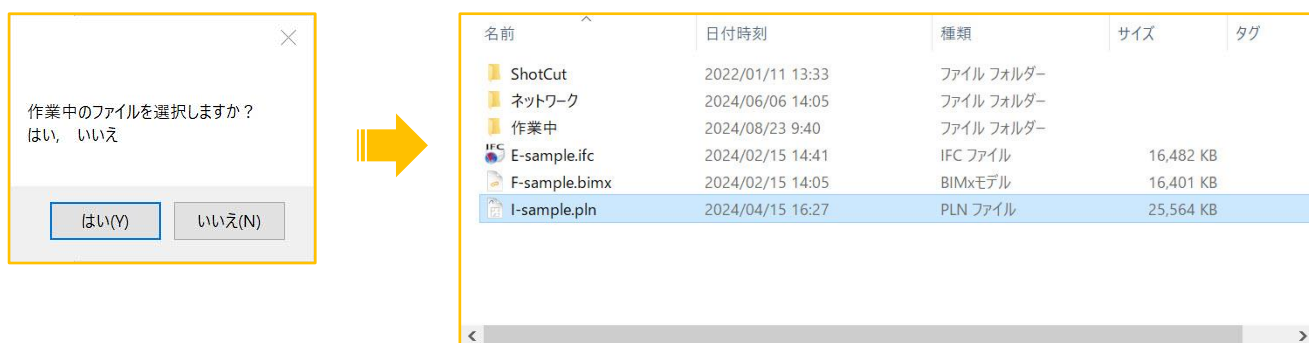 作業中のファイルを選択しますか？
はい,　いいえ
はい(Y)　いいえ(N)
名前　日付時刻　種類　サイズ　タグ
ShotCut　2022/01/11 13:33　ファイル フォルダー
ネットワーク　2024/06/06 14:05　ファイル フォルダー
作業中　2024/08/23 9:40　ファイル フォルダー
IFC E-sample.ifc　2024/02/15 14:41　IFC ファイル　16,482 KB
F-sample.bimx　2024/02/15 14:05　BIMxモデル　16,401 KB
I-sample.pln　2024/04/15 16:27　PLN ファイル　25,564 KB